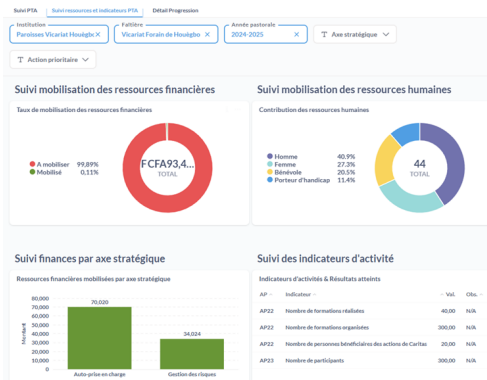 Suivi PTA Suivi ressources et indicateurs PTA Détail Progression
Institution Faîtière Année pastorale
Paroisses Vicariat Houègbo Vicariat Forain de Houegbo 2024-2025 Axe stratégique
Action prioritaire
Suivi mobilisation des ressources financières
Taux de mobilisation des ressources financières
A mobiliser 99,89%
Mobilisé 0,11%
FCFA93,4...
TOTAL
Suivi mobilisation des ressources humaines
Contribution des ressources humaines
Homme 40.9%
Femme 27.3%
Bénévole 20.5%
Porteur d'handicap 11.4%
44
TOTAL
Suivi finances par axe stratégique
Ressources financières mobilisées par axe stratégique
Montant
80,000
70,000
60,000
50,000
40,000
30,000
20,000
10,000
0
70,020
34,024
Auto-prise en charge Gestion des risques
Suivi des indicateurs d'activité
Indicateurs d'activités & Résultats atteints
AP Indicateur Val. Obs.
AP22 Nombre de formations réalisées 40,00 N/A
AP22 Nombre de formations organisées 300,00 N/A
AP22 Nombre de personnes bénéficiaires des actions de Caritas 20,00 N/A
AP23 Nombre de participants 300,00 N/A